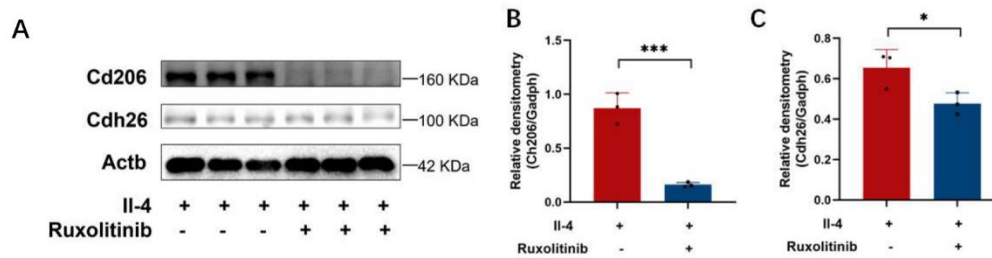 A
Cd206
160 KDa
Cdh26
100 KDa
Actb
42 KDa
Il-4 + + + + + +
Ruxolitinib - - - + + +
B
Relative densitometry
(Ch206/Gadph)
1.5
1.0
0.5
0.0
***
Il-4 + +
Ruxolitinib - +
C
Relative densitometry
(Cdh26/Gadph)
0.8
0.6
0.4
0.2
0.0
*
Il-4 + +
Ruxolitinib - +